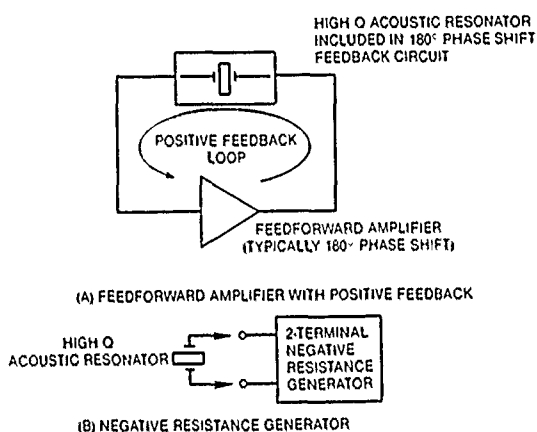 HIGH Q ACOUSTIC RESONATOR
INCLUDED IN 180° PHASE SHIFT
FEEDBACK CIRCUIT
POSITIVE FEEDBACK
LOOP
FEEDFORWARD AMPLIFIER
(TYPICALLY 180° PHASE SHIFT)
(A) FEEDFORWARD AMPLIFIER WITH POSITIVE FEEDBACK
HIGH Q
ACOUSTIC RESONATOR
2-TERMINAL
NEGATIVE
RESISTANCE
GENERATOR
(B) NEGATIVE RESISTANCE GENERATOR